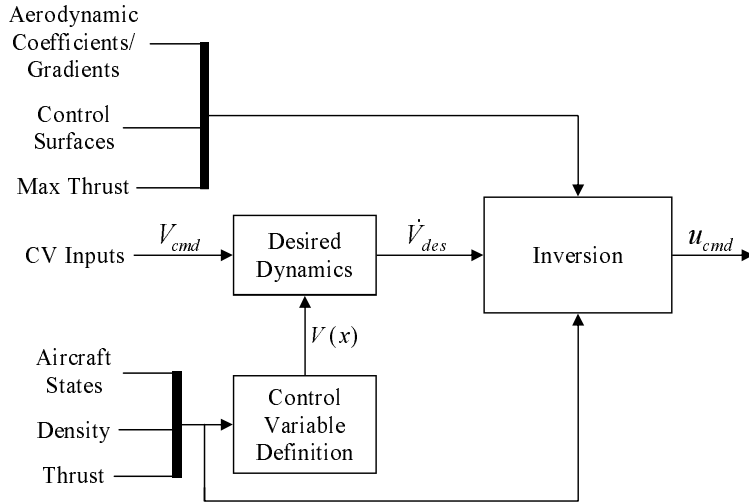 Aerodynamic
Coefficients/
Gradients
Control
Surfaces
Max Thrust
CV Inputs
V_cmd
Desired
Dynamics
V̇_des
Inversion
u_cmd
V(x)
Aircraft
States
Density
Thrust
Control
Variable
Definition